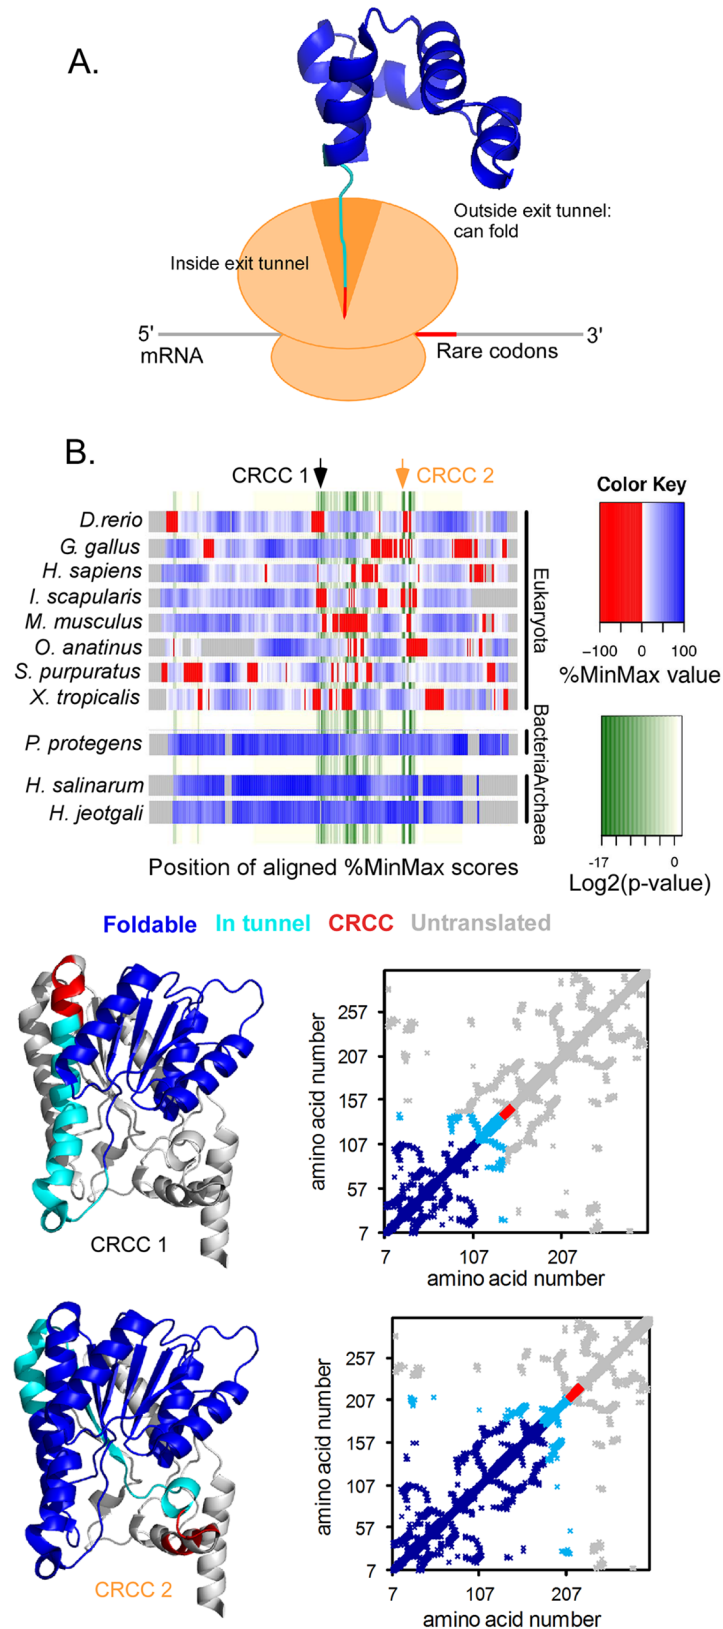 A.
Outside exit tunnel:
can fold
Inside exit tunnel
5'
3'
mRNA
Rare codons
B.
CRCC 1
CRCC 2
Color Key
D.rerio
G. gallus
H. sapiens
I. scapularis
M. musculus
O. anatinus
S. purpuratus
X. tropicalis
Eukaryota
-100 0 100
%MinMax value
P. protegens
Bacteria
H. salinarum
H. jeotgali
Archaea
-17 0
Log2(p-value)
Position of aligned %MinMax scores
Foldable In tunnel CRCC Untranslated
CRCC 1
amino acid number
257
207
157
107
57
7
7 107 207
amino acid number
CRCC 2
amino acid number
257
207
157
107
57
7
7 107 207
amino acid number